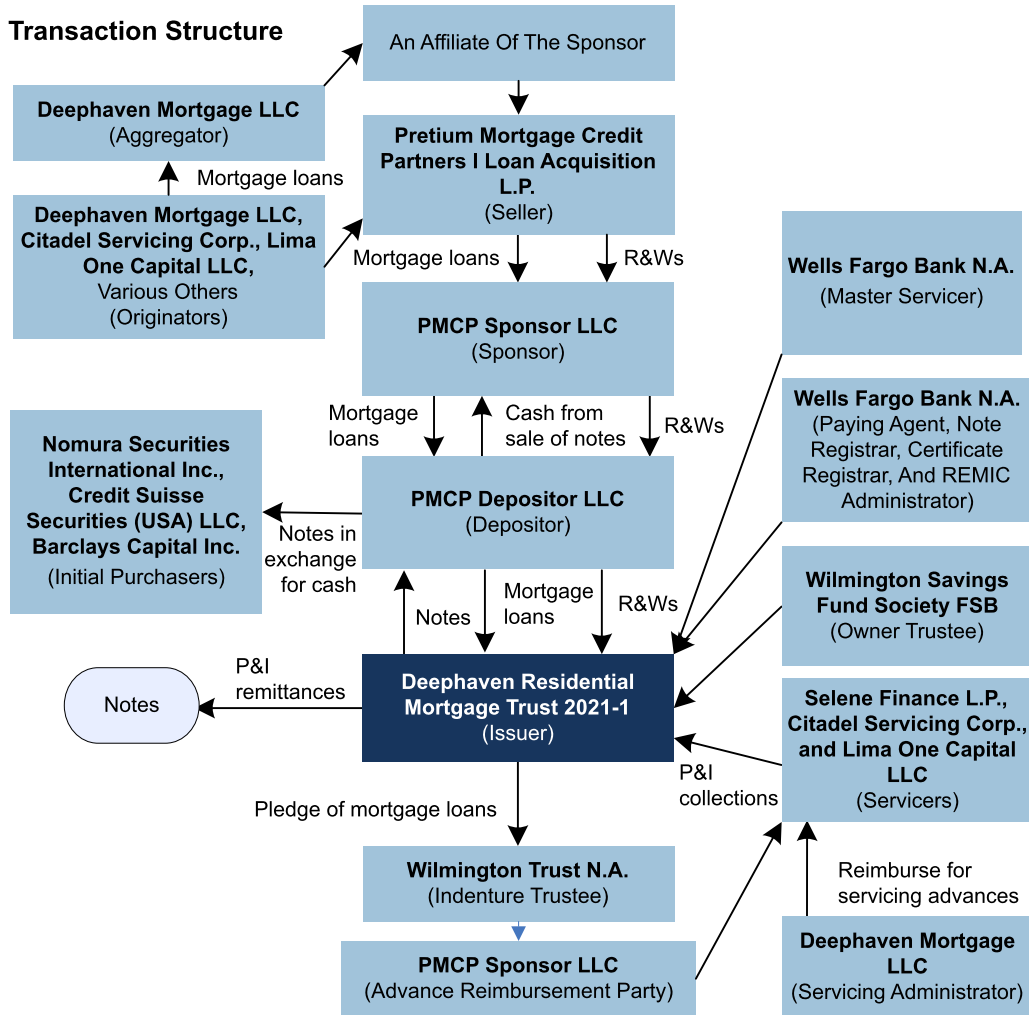 Transaction Structure
An Affiliate Of The Sponsor
Deephaven Mortgage LLC
(Aggregator)
Mortgage loans
Pretium Mortgage Credit
Partners I Loan Acquisition
L.P.
(Seller)
Deephaven Mortgage LLC,
Citadel Servicing Corp., Lima
One Capital LLC,
Various Others
(Originators)
Mortgage loans
R&Ws
Wells Fargo Bank N.A.
(Master Servicer)
PMCP Sponsor LLC
(Sponsor)
Mortgage
loans
Cash from
sale of notes
R&Ws
Wells Fargo Bank N.A.
(Paying Agent, Note
Registrar, Certificate
Registrar, And REMIC
Administrator)
Nomura Securities
International Inc.,
Credit Suisse
Securities (USA) LLC,
Barclays Capital Inc.
(Initial Purchasers)
PMCP Depositor LLC
(Depositor)
Notes in
exchange
for cash
Notes
Mortgage
loans
R&Ws
Wilmington Savings
Fund Society FSB
(Owner Trustee)
P&I
remittances
Notes
Deephaven Residential
Mortgage Trust 2021-1
(Issuer)
Selene Finance L.P.,
Citadel Servicing Corp.,
and Lima One Capital
LLC
(Servicers)
P&I
collections
Pledge of mortgage loans
Wilmington Trust N.A.
(Indenture Trustee)
Reimburse for
servicing advances
PMCP Sponsor LLC
(Advance Reimbursement Party)
Deephaven Mortgage
LLC
(Servicing Administrator)